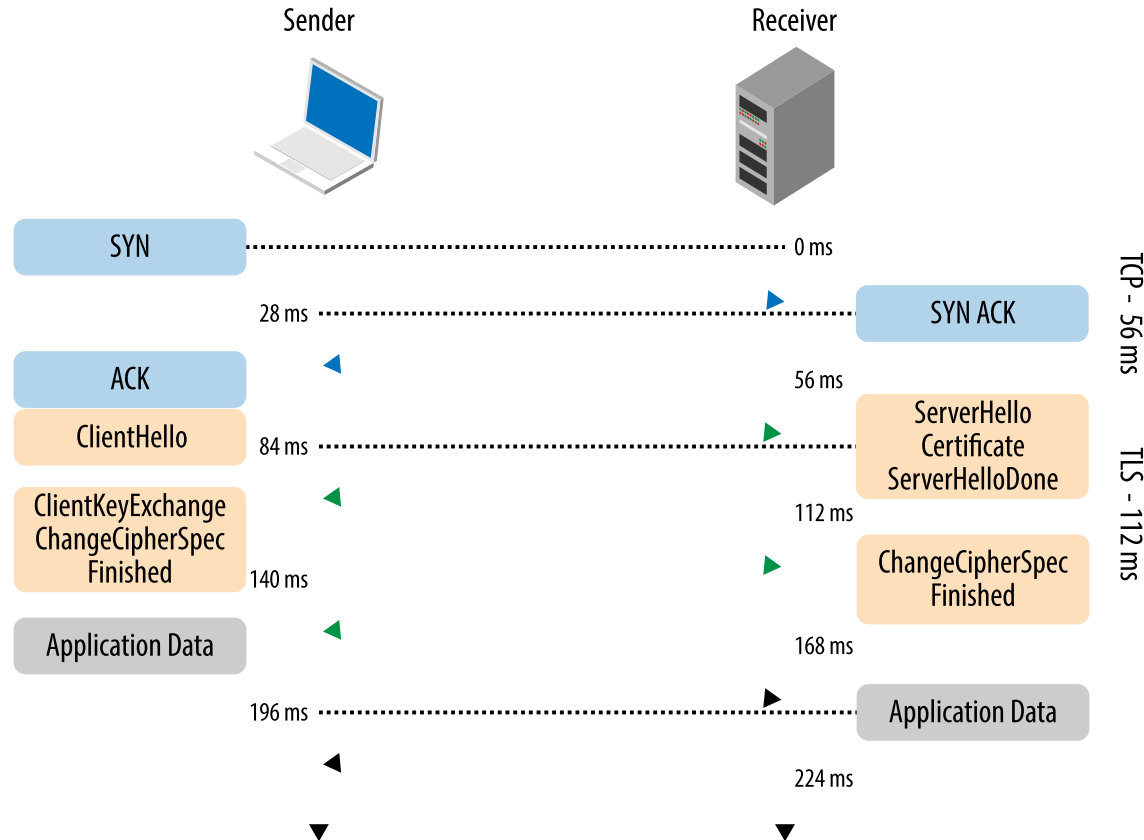 Sender
Receiver
SYN
0 ms
28 ms
SYN ACK
TCP - 56 ms
ACK
56 ms
ClientHello
84 ms
ServerHello
Certificate
ServerHelloDone
TLS - 112 ms
ClientKeyExchange
ChangeCipherSpec
Finished
112 ms
140 ms
ChangeCipherSpec
Finished
Application Data
168 ms
196 ms
Application Data
224 ms